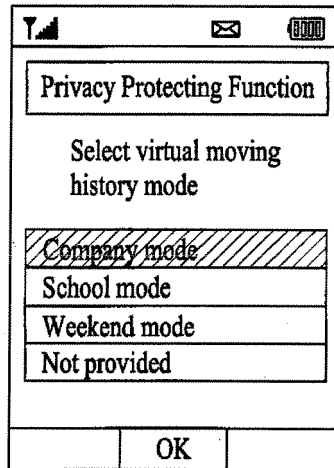 Privacy Protecting Function
Select virtual moving
history mode
Company mode
School mode
Weekend mode
Not provided
OK